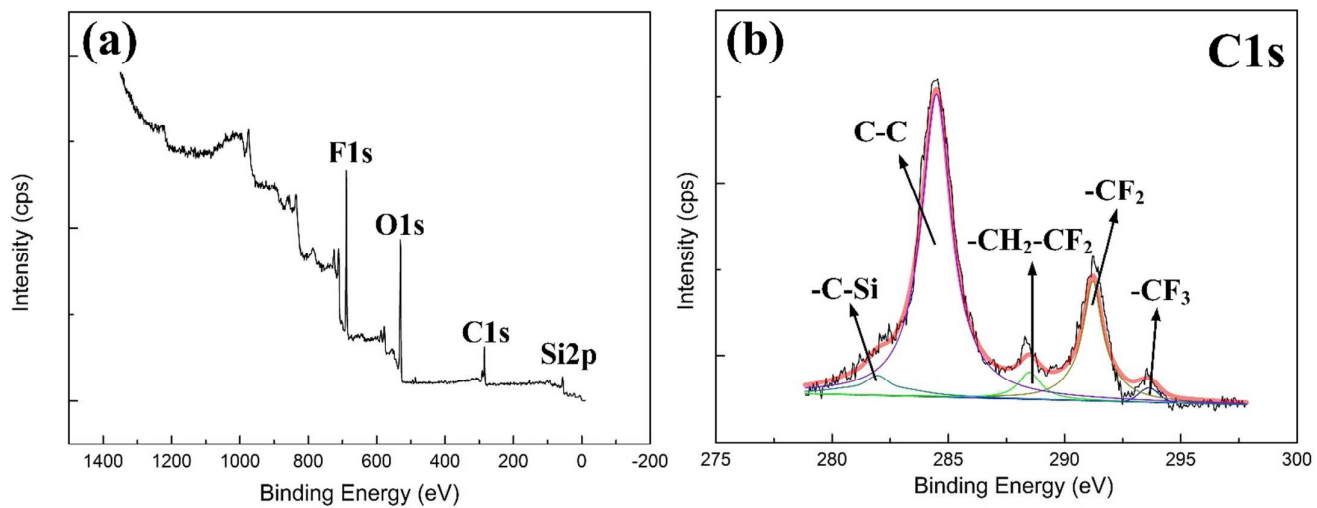 (a)
F1s
O1s
C1s
Si2p
Intensity (cps)
1400 1200 1000 800 600 400 200 0 -200
Binding Energy (eV)
(b)
C1s
C-C
-CF₂
-CH₂-CF₂
-C-Si
-CF₃
Intensity (cps)
275 280 285 290 295 300
Binding Energy (eV)